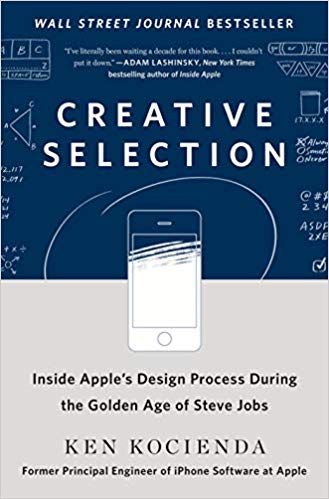 WALL STREET JOURNAL BESTSELLER
"I've literally been waiting a decade for this book. . . . I couldn't
put it down."—ADAM LASHINSKY, New York Times
bestselling author of Inside Apple
CREATIVE
SELECTION
Inside Apple's Design Process During
the Golden Age of Steve Jobs
KEN KOCIENDA
Former Principal Engineer of iPhone Software at Apple